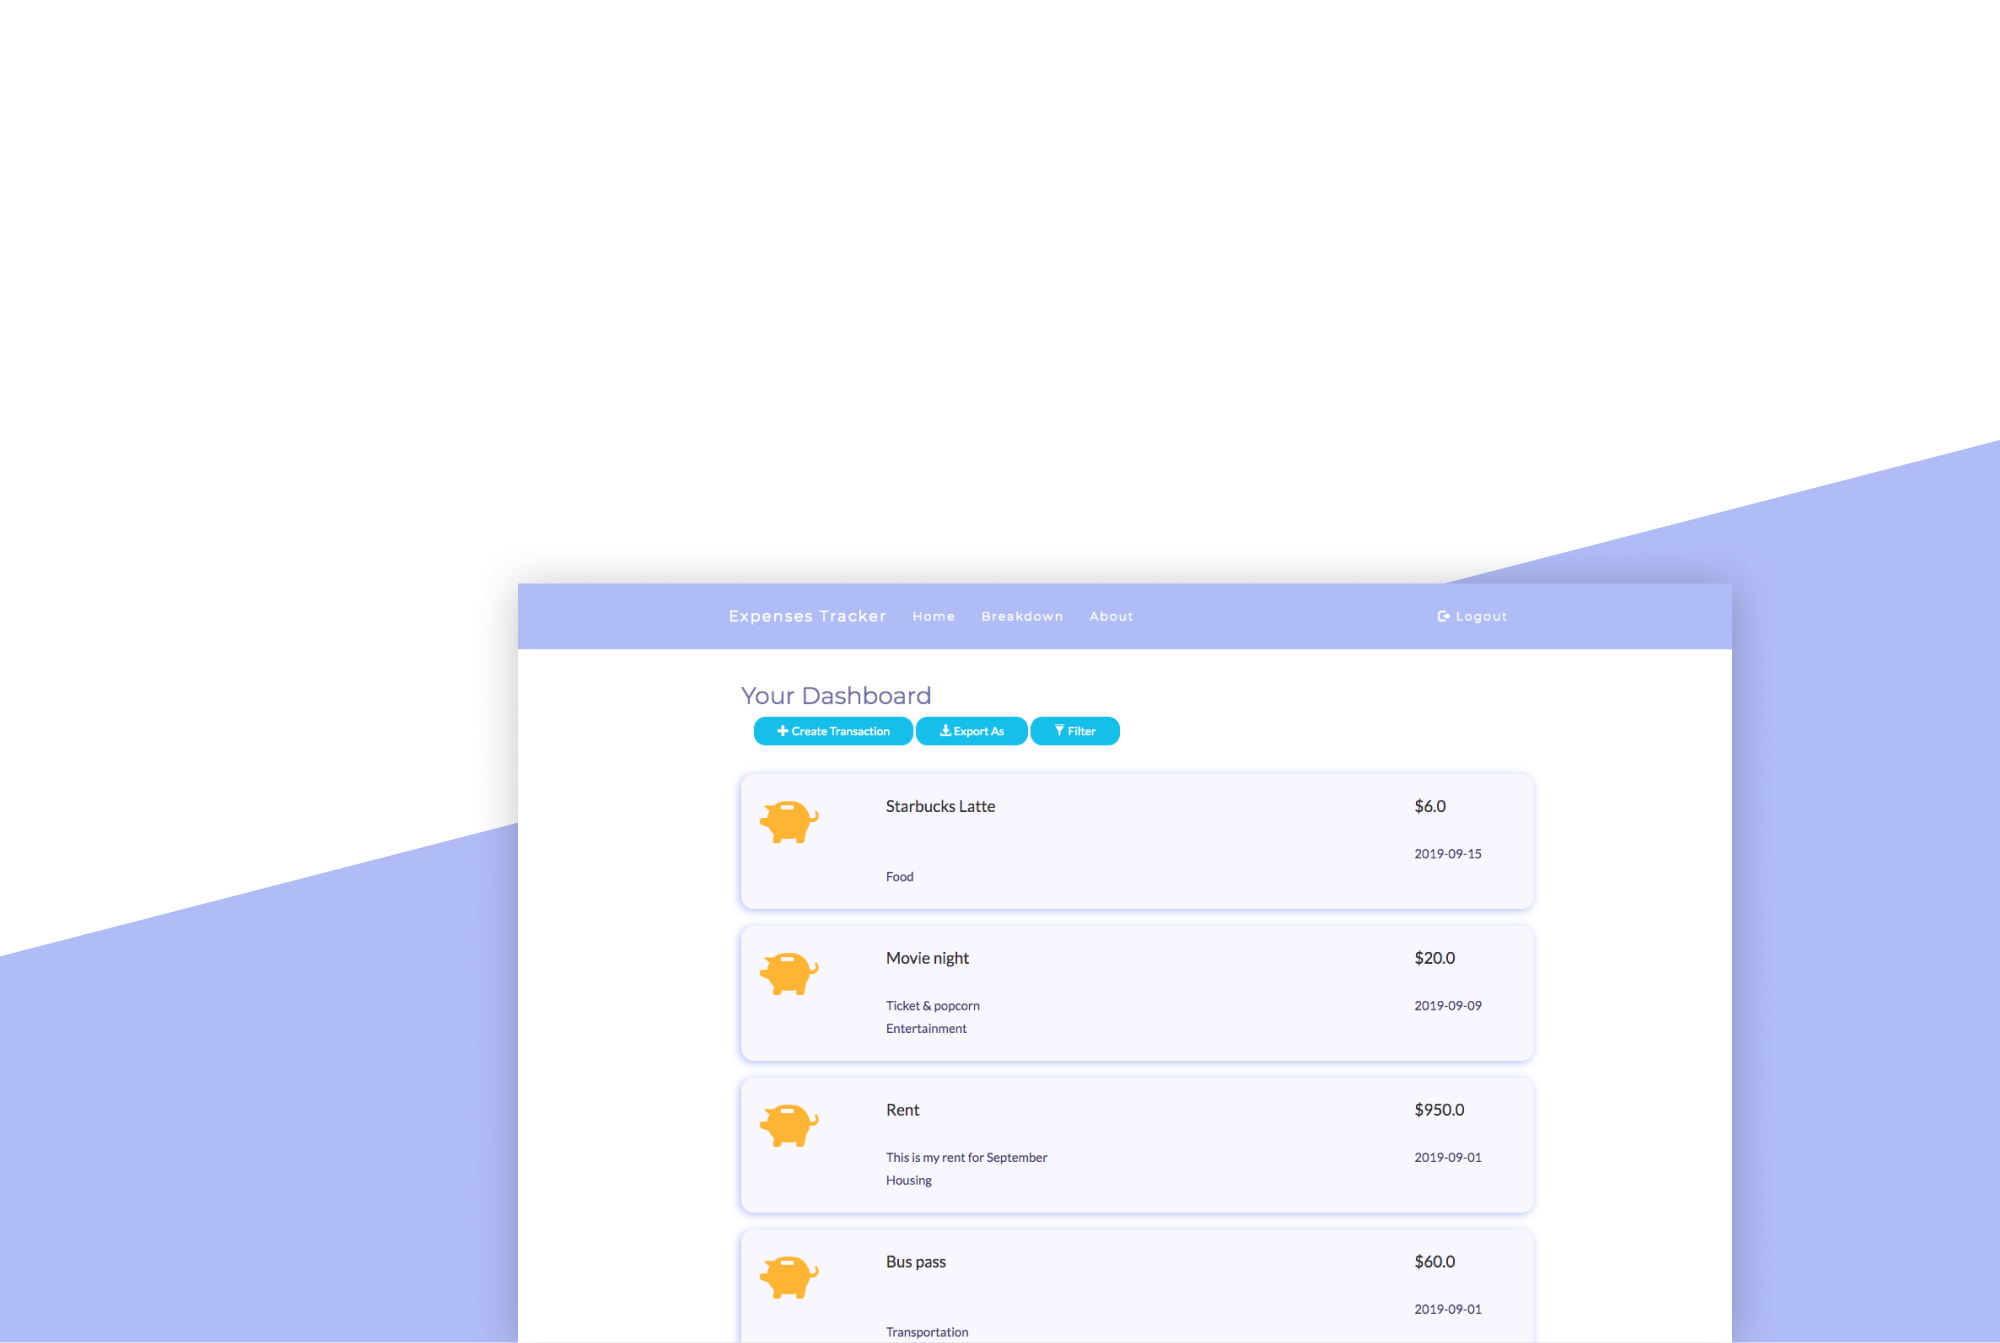 Expenses Tracker Home Breakdown About Logout
Your Dashboard
Create Transaction Export As Filter
Starbucks Latte $6.0
2019-09-15
Food
Movie night $20.0
Ticket & popcorn 2019-09-09
Entertainment
Rent $950.0
This is my rent for September 2019-09-01
Housing
Bus pass $60.0
2019-09-01
Transportation